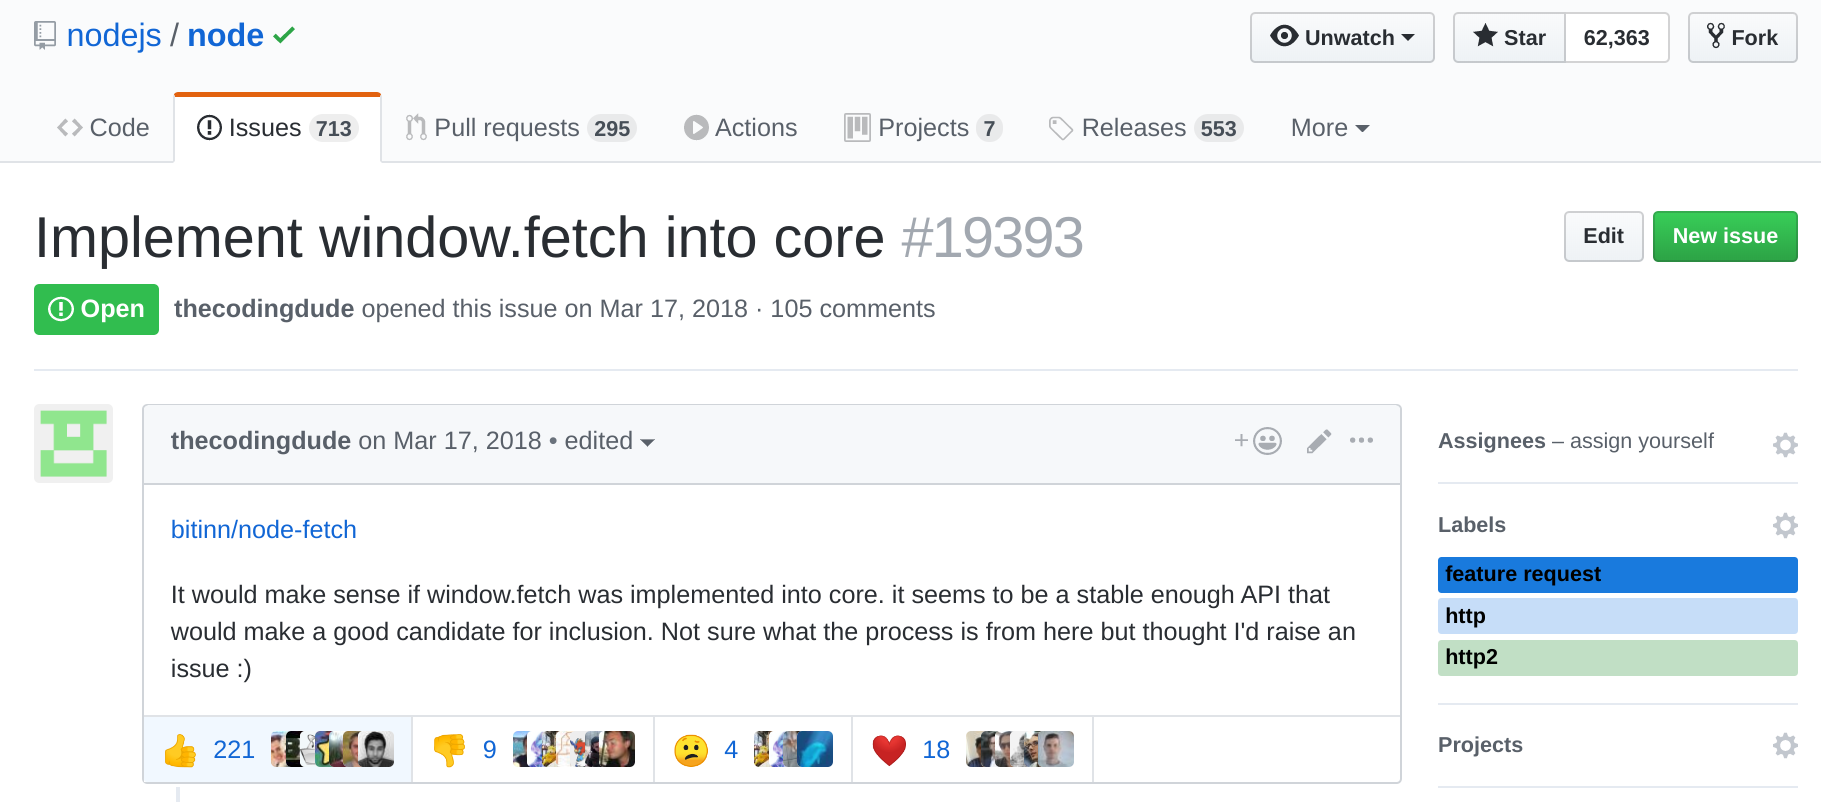 nodejs / node
Unwatch
Star 62,363
Fork
Code
Issues 713
Pull requests 295
Actions
Projects 7
Releases 553
More
Implement window.fetch into core #19393
Edit
New issue
Open
thecodingdude opened this issue on Mar 17, 2018 · 105 comments
thecodingdude on Mar 17, 2018 • edited
bitinn/node-fetch
It would make sense if window.fetch was implemented into core. it seems to be a stable enough API that
would make a good candidate for inclusion. Not sure what the process is from here but thought I'd raise an
issue :)
221
9
4
18
Assignees – assign yourself
Labels
feature request
http
http2
Projects